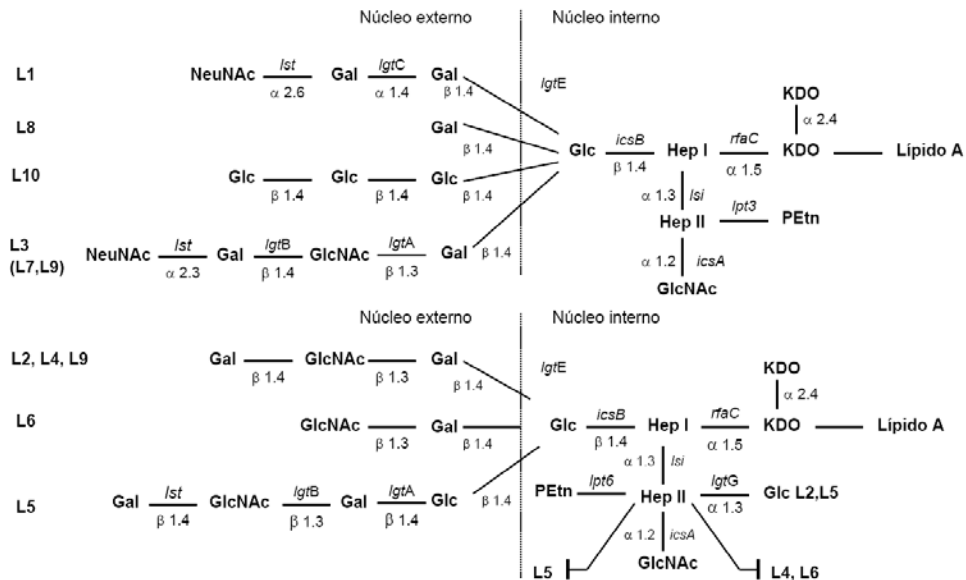 Núcleo externo Núcleo interno
L1 NeuNAc lst Gal lgtC Gal lgtE
α 2.6 α 1.4 β 1.4
KDO
α 2.4
L8 Gal
β 1.4
Glc icsB Hep I rfaC KDO Lípido A
β 1.4 α 1.5
L10 Glc Glc Glc
β 1.4 β 1.4 β 1.4
α 1.3 lsi
Hep II lpt3 PEtn
L3 NeuNAc lst Gal lgtB GlcNAc lgtA Gal β 1.4
(L7,L9) α 2.3 β 1.4 β 1.3
α 1.2 icsA
GlcNAc
Núcleo externo Núcleo interno
L2, L4, L9 Gal GlcNAc Gal lgtE
β 1.4 β 1.3 β 1.4
KDO
α 2.4
L6 GlcNAc Gal Glc icsB Hep I rfaC KDO Lípido A
β 1.3 β 1.4 β 1.4 α 1.5
α 1.3 lsi
L5 Gal lst GlcNAc lgtB Gal lgtA Glc β 1.4
β 1.4 β 1.3 β 1.4
PEtn lpt6 Hep II lgtG Glc L2,L5
α 1.3
α 1.2 icsA
L5 GlcNAc L4, L6